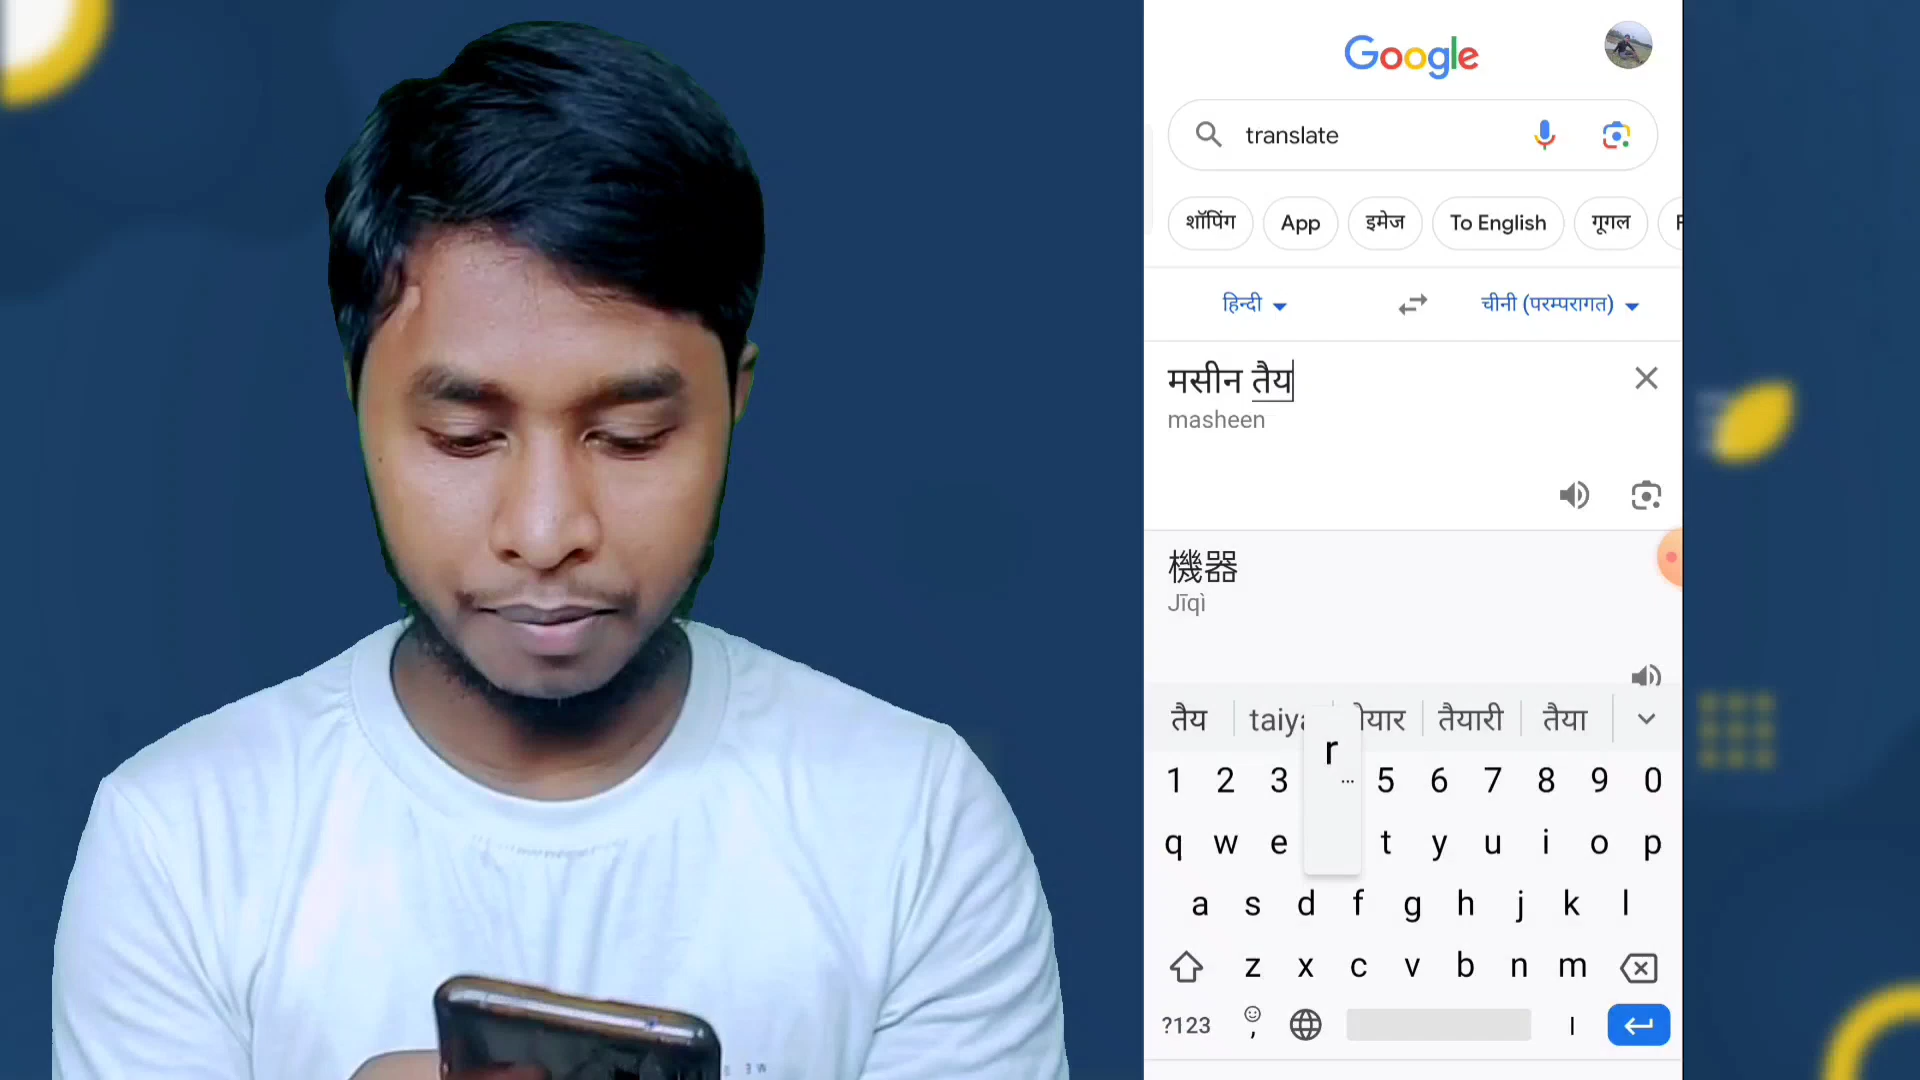 Google
translate
शॉपिंग App इमेज To English गूगल
हिन्दी चीनी (परम्परागत)
मसीन तैय
masheen
機器
Jīqì
तैय तैयारी तैया
r
...
1 2 3 5 6 7 8 9 0
q w e t y u i o p
a s d f g h j k l
z x c v b n m
?123 , l